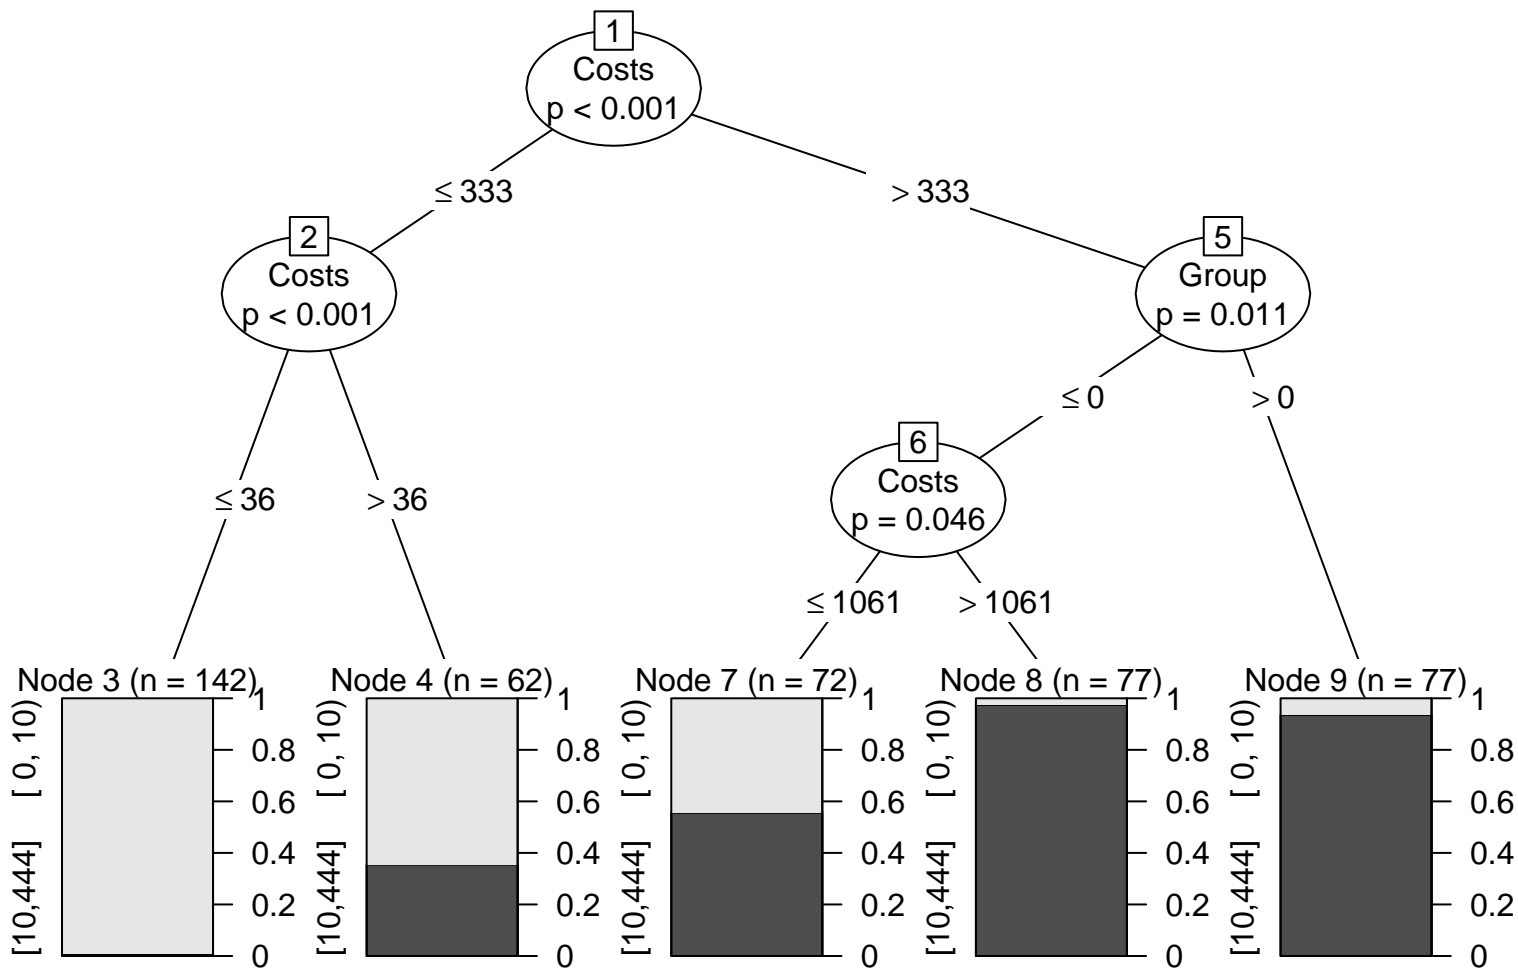 1
Costs
p < 0.001
≤ 333
> 333
2
Costs
p < 0.001
5
Group
p = 0.011
≤ 0
> 0
6
Costs
p = 0.046
≤ 36
> 36
≤ 1061
> 1061
Node 3 (n = 142)
[10,444]
[ 0, 10)
1
0.8
0.6
0.4
0.2
0
Node 4 (n = 62)
[10,444]
[ 0, 10)
1
0.8
0.6
0.4
0.2
0
Node 7 (n = 72)
[10,444]
[ 0, 10)
1
0.8
0.6
0.4
0.2
0
Node 8 (n = 77)
[10,444]
[ 0, 10)
1
0.8
0.6
0.4
0.2
0
Node 9 (n = 77)
[10,444]
[ 0, 10)
1
0.8
0.6
0.4
0.2
0